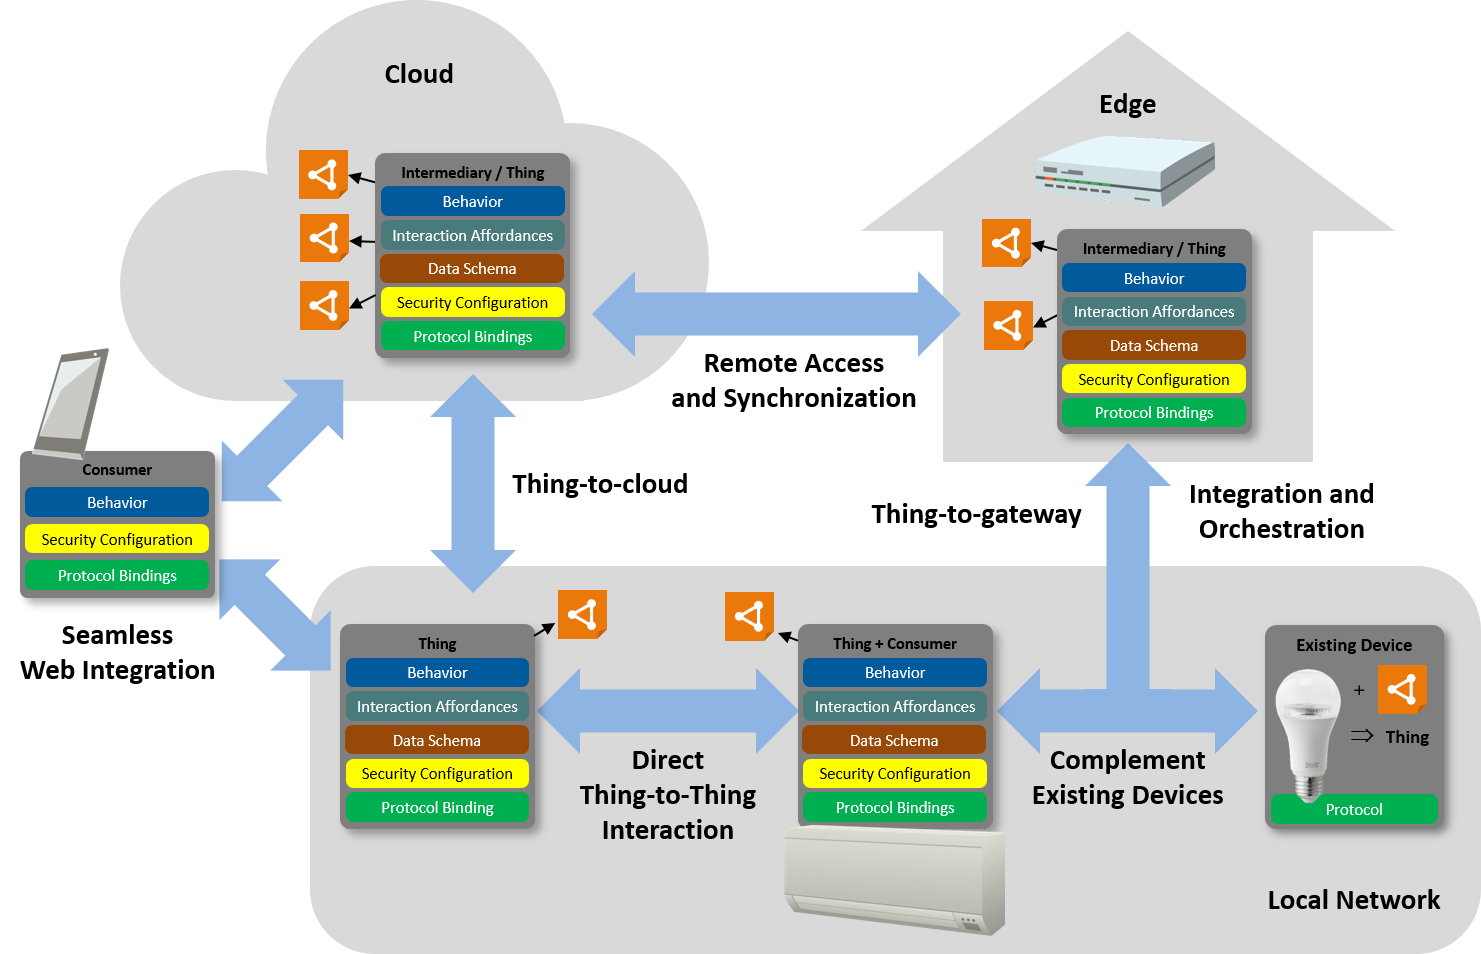 Cloud
Intermediary / Thing
Behavior
Interaction Affordances
Data Schema
Security Configuration
Protocol Bindings
Edge
Intermediary / Thing
Behavior
Interaction Affordances
Data Schema
Security Configuration
Protocol Bindings
Remote Access
and Synchronization
Consumer
Behavior
Security Configuration
Protocol Bindings
Seamless
Web Integration
Thing-to-cloud
Thing-to-gateway
Integration and
Orchestration
Thing
Behavior
Interaction Affordances
Data Schema
Security Configuration
Protocol Binding
Direct
Thing-to-Thing
Interaction
Thing + Consumer
Behavior
Interaction Affordances
Data Schema
Security Configuration
Protocol Bindings
Complement
Existing Devices
Existing Device
+
⇒ Thing
Protocol
Local Network